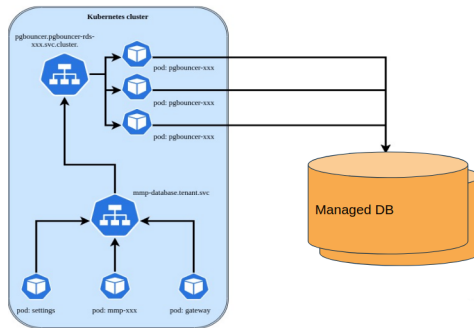 Kubernetes cluster
pgbouncer.pgbouncer-rds-
xxx.svc.cluster.
pod: pgbouncer-xxx
pod: pgbouncer-xxx
pod: pgbouncer-xxx
Managed DB
mmp-database.tenant.svc
pod: settings
pod: mmp-xxx
pod: gateway